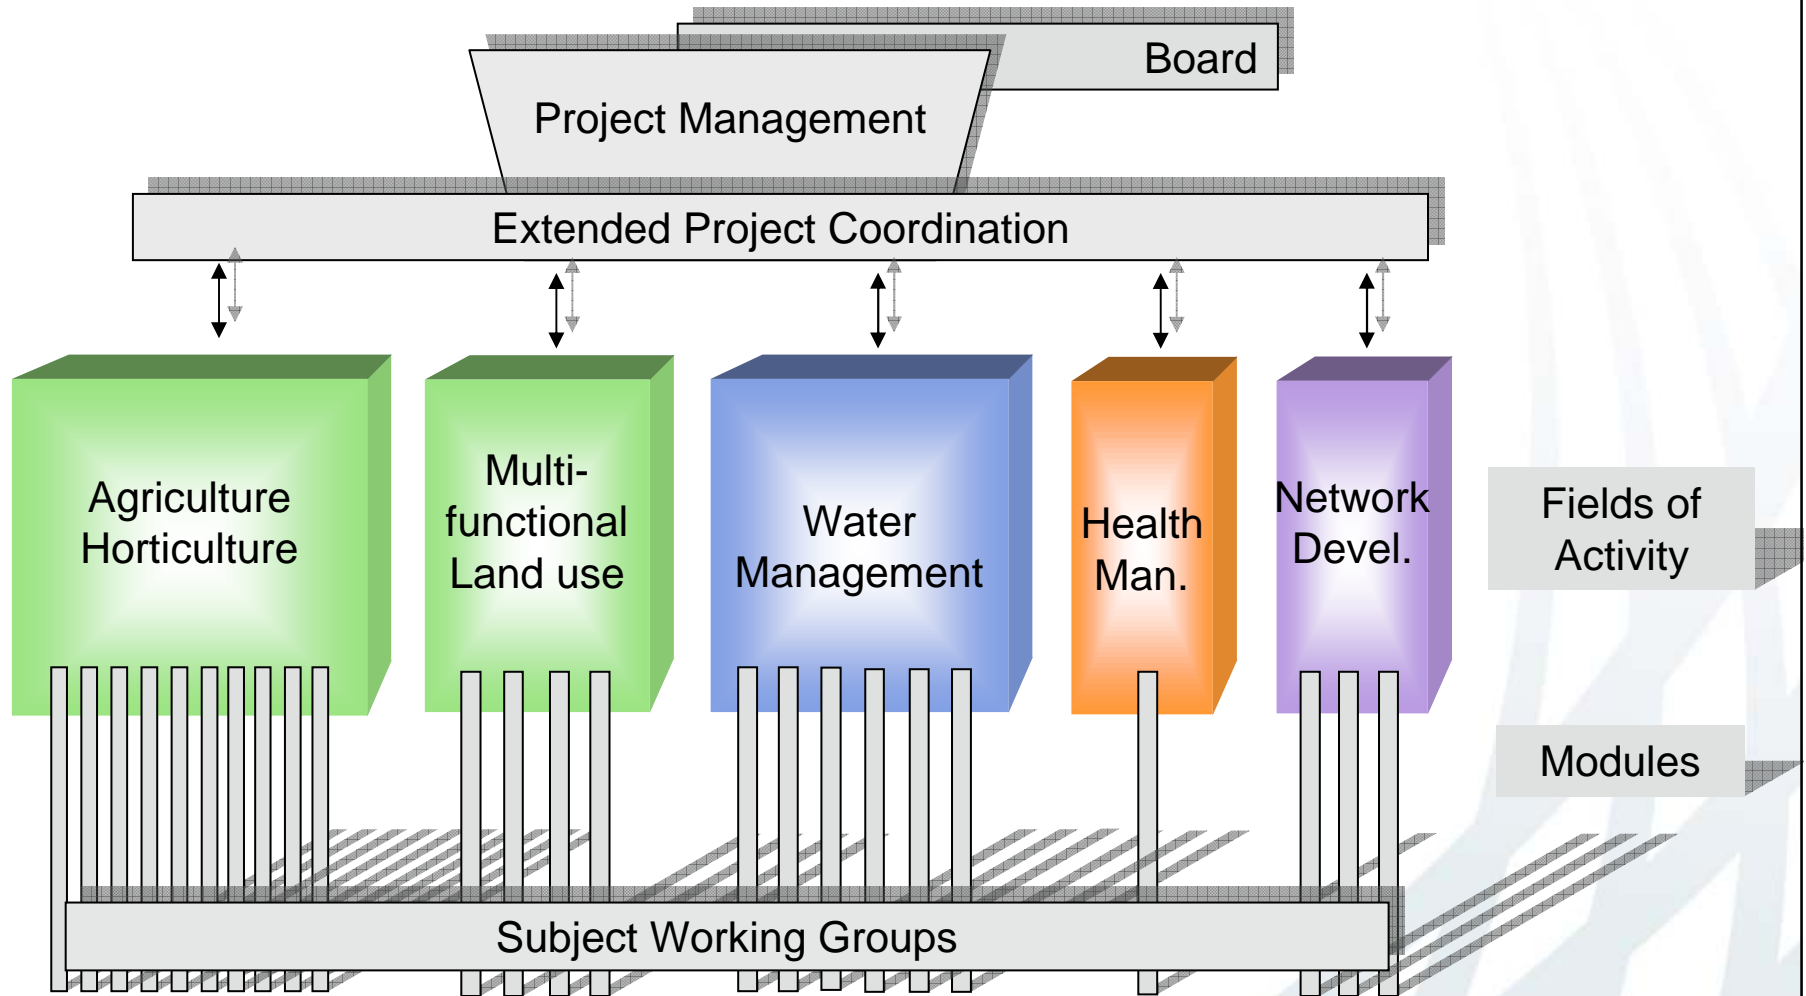 Board
Project Management
Extended Project Coordination
Agriculture
Horticulture
Multi-
functional
Land use
Water
Management
Health
Man.
Network
Devel.
Fields of
Activity
Modules
Subject Working Groups